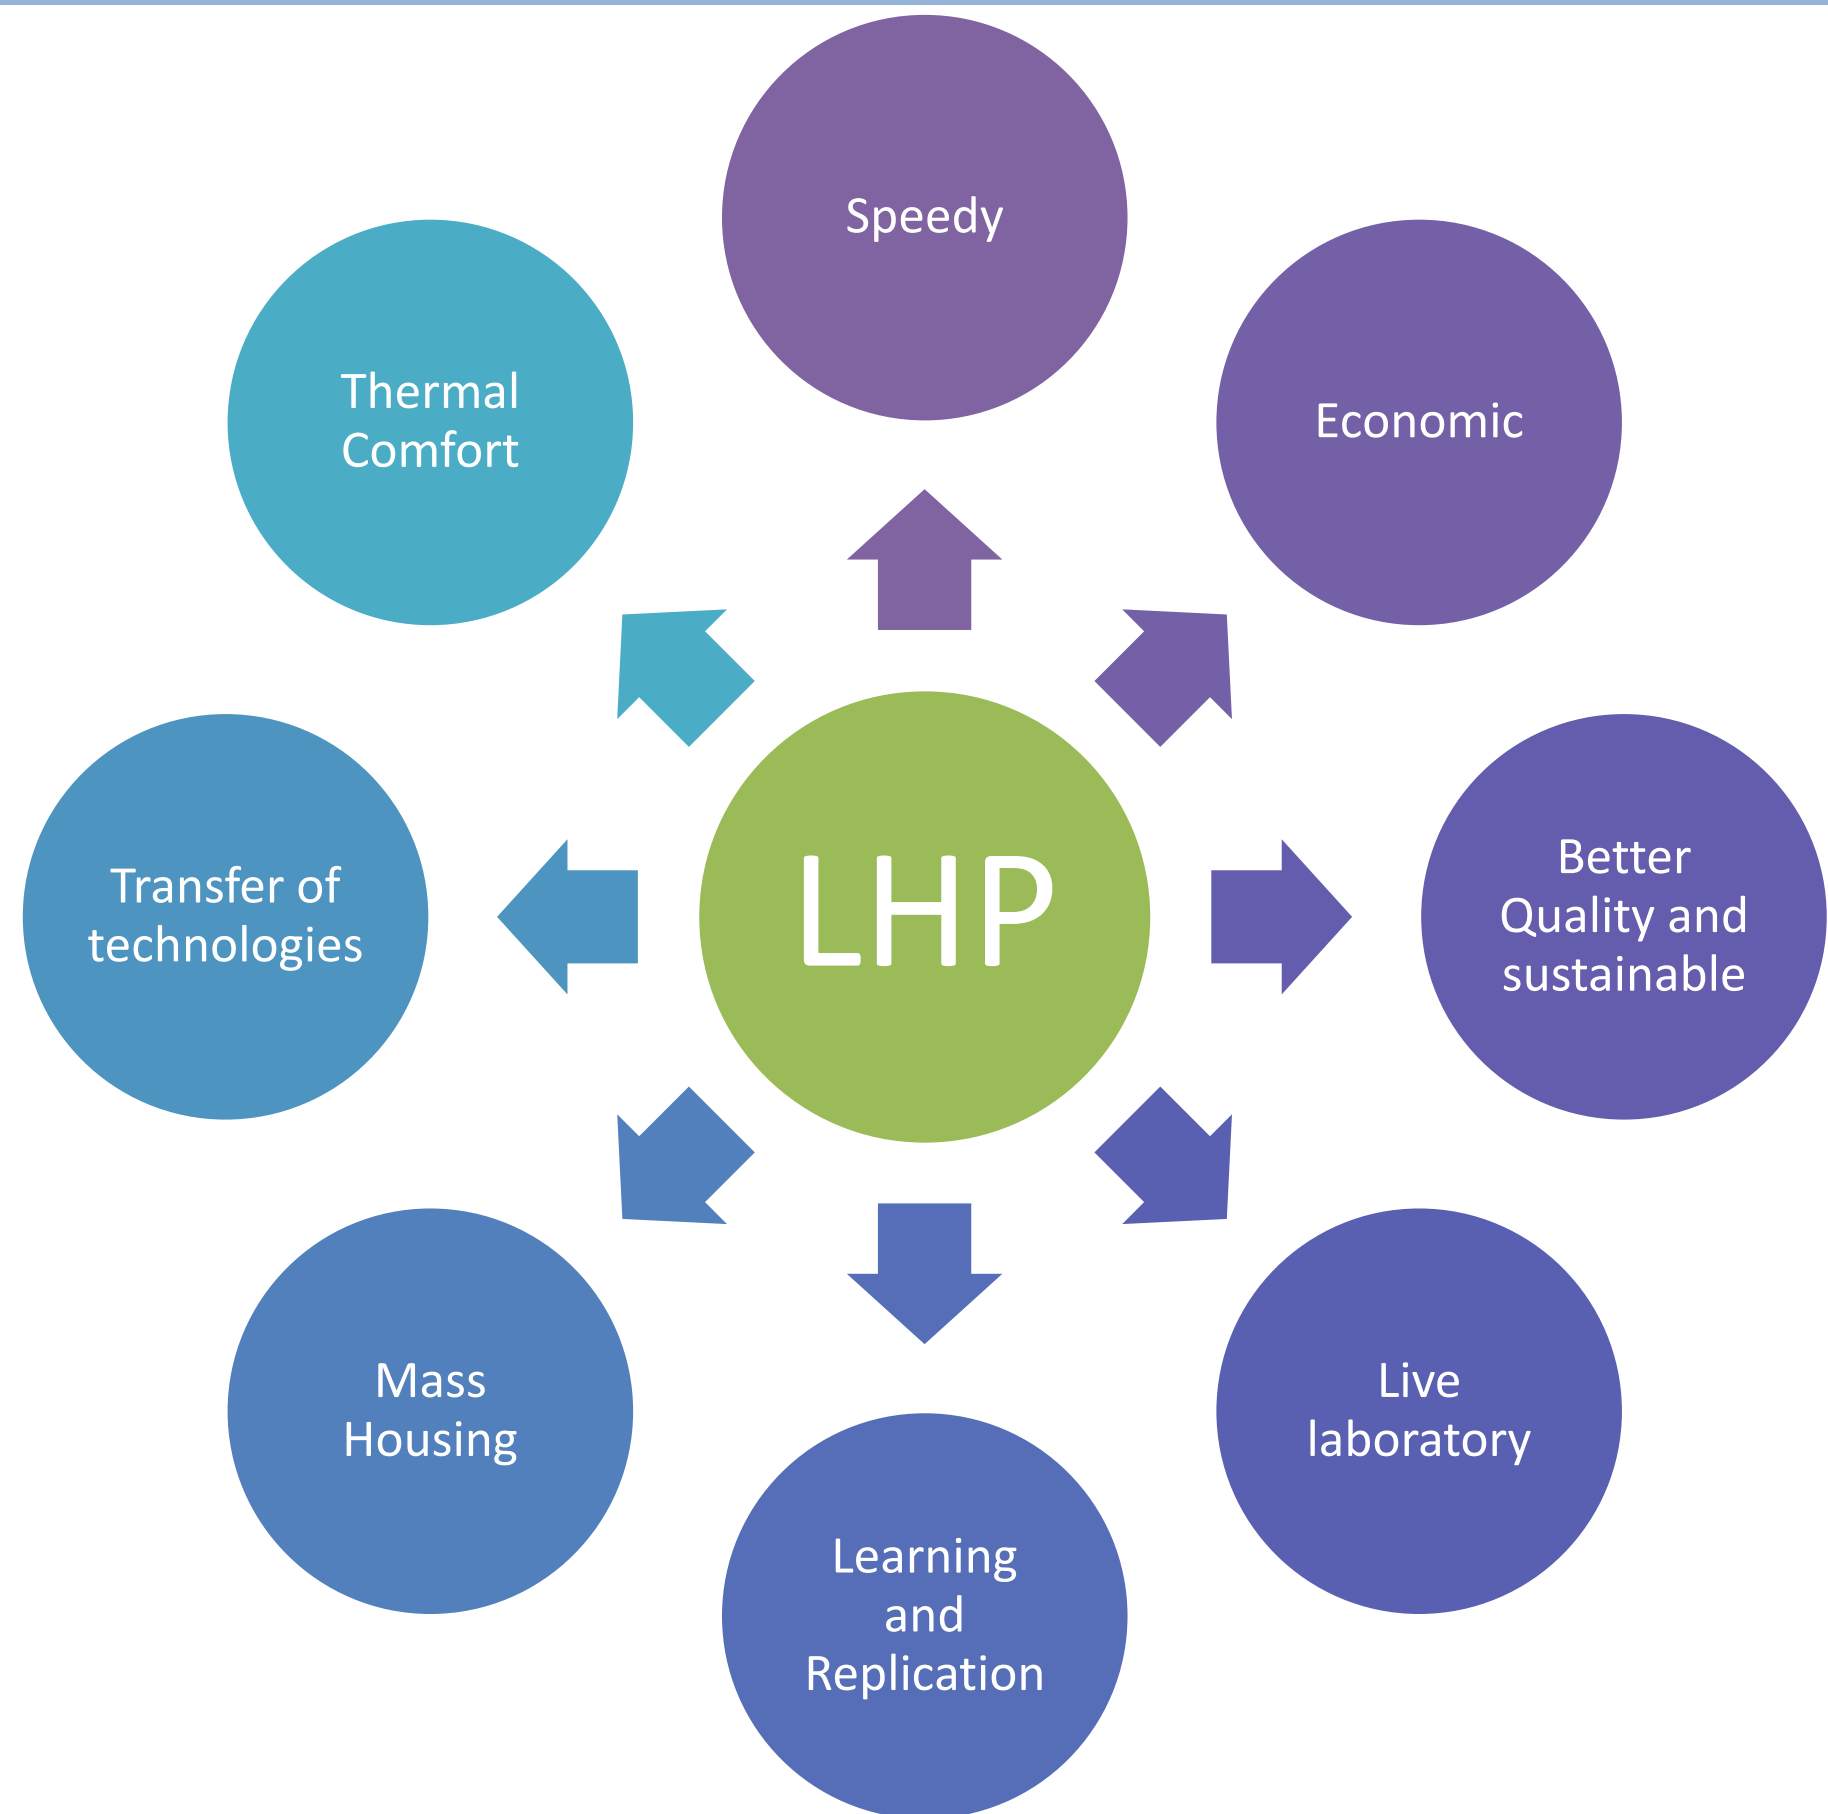 Speedy
Economic
Better
Quality and
sustainable
Live
laboratory
Learning
and
Replication
Mass
Housing
Transfer of
technologies
Thermal
Comfort
LHP